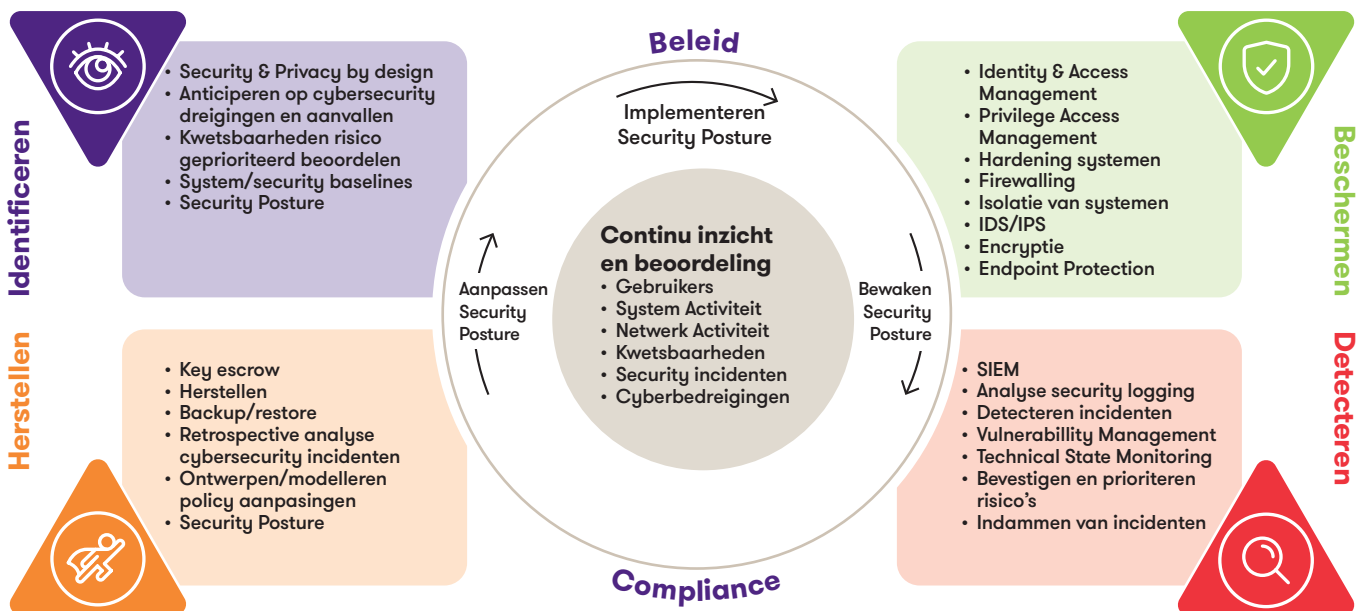 Identificeren
• Security & Privacy by design
• Anticiperen op cybersecurity
dreigingen en aanvallen
• Kwetsbaarheden risico
geprioriteerd beoordelen
• System/security baselines
• Security Posture
Beleid
Implementeren
Security Posture
Beschermen
• Identity & Access
Management
• Privilege Access
Management
• Hardening systemen
• Firewalling
• Isolatie van systemen
• IDS/IPS
• Encryptie
• Endpoint Protection
Aanpassen
Security
Posture
Continu inzicht
en beoordeling
• Gebruikers
• System Activiteit
• Netwerk Activiteit
• Kwetsbaarheden
• Security incidenten
• Cyberbedreigingen
Bewaken
Security
Posture
Herstellen
• Key escrow
• Herstellen
• Backup/restore
• Retrospective analyse
cybersecurity incidenten
• Ontwerpen/modelleren
policy aanpasingen
• Security Posture
Compliance
Detecteren
• SIEM
• Analyse security logging
• Detecteren incidenten
• Vulnerabillity Management
• Technical State Monitoring
• Bevestigen en prioriteren
risico’s
• Indammen van incidenten